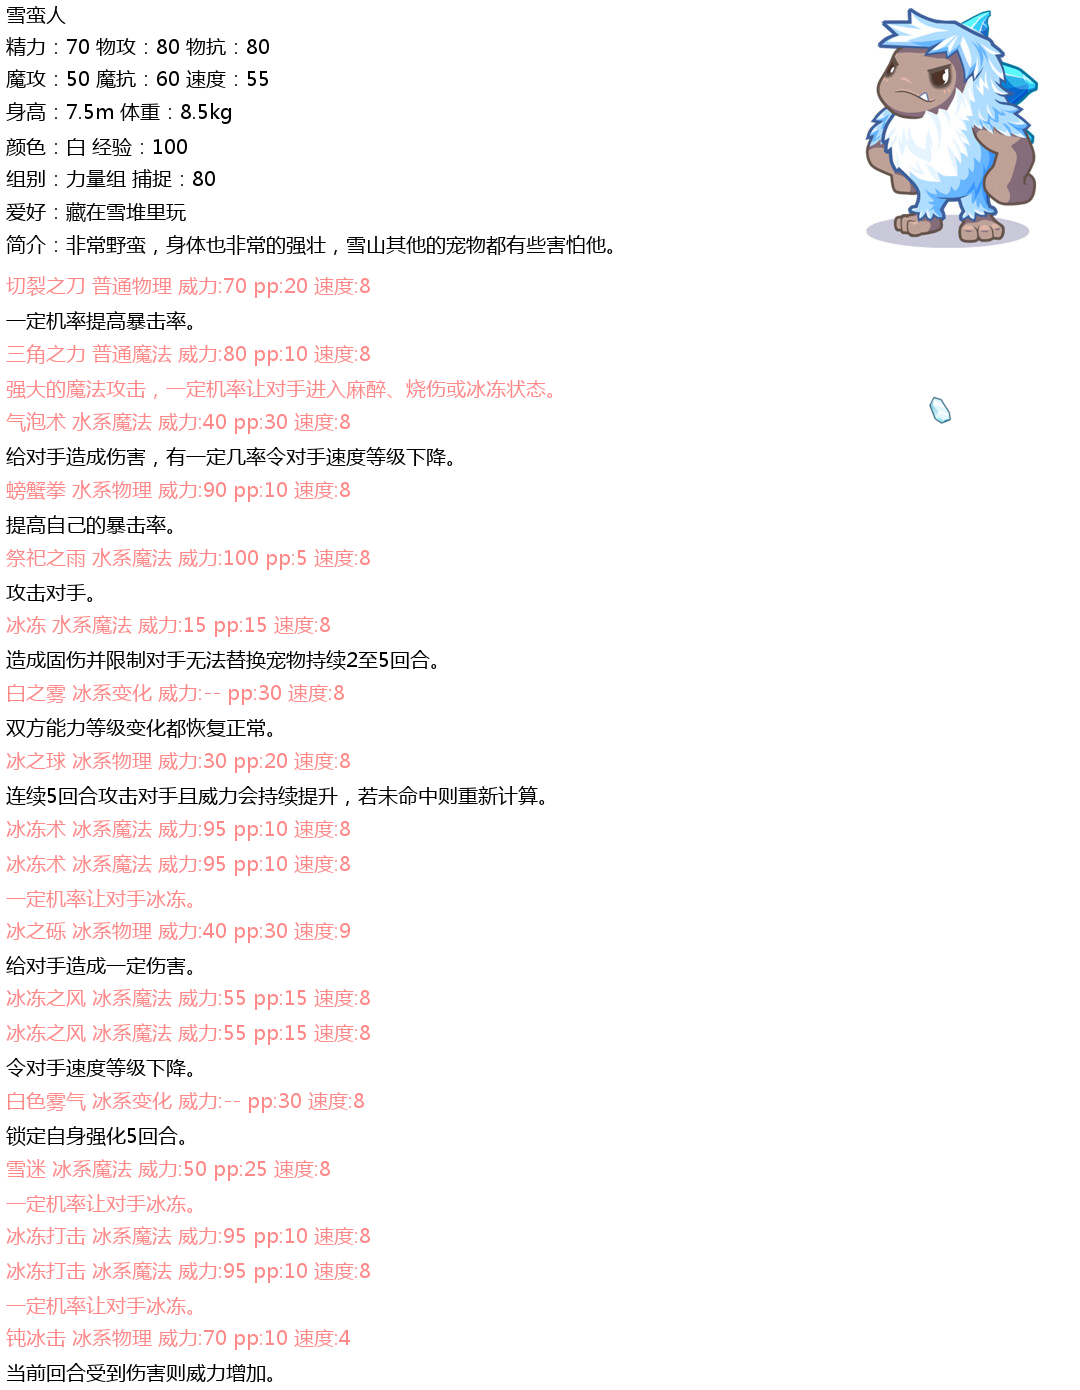 雪蛮人
精力：70 物攻：80 物抗：80
魔攻：50 魔抗：60 速度：55
身高：7.5m 体重：8.5kg
颜色：白 经验：100
组别：力量组 捕捉：80
爱好：藏在雪堆里玩
简介：非常野蛮，身体也非常的强壮，雪山其他的宠物都有些害怕他。
切裂之刀 普通物理 威力:70 pp:20 速度:8
一定机率提高暴击率。
三角之力 普通魔法 威力:80 pp:10 速度:8
强大的魔法攻击，一定机率让对手进入麻醉、烧伤或冰冻状态。
气泡术 水系魔法 威力:40 pp:30 速度:8
给对手造成伤害，有一定几率令对手速度等级下降。
螃蟹拳 水系物理 威力:90 pp:10 速度:8
提高自己的暴击率。
祭祀之雨 水系魔法 威力:100 pp:5 速度:8
攻击对手。
冰冻 水系魔法 威力:15 pp:15 速度:8
造成固伤并限制对手无法替换宠物持续2至5回合。
白之雾 冰系变化 威力:-- pp:30 速度:8
双方能力等级变化都恢复正常。
冰之球 冰系物理 威力:30 pp:20 速度:8
连续5回合攻击对手且威力会持续提升，若未命中则重新计算。
冰冻术 冰系魔法 威力:95 pp:10 速度:8
冰冻术 冰系魔法 威力:95 pp:10 速度:8
一定机率让对手冰冻。
冰之砾 冰系物理 威力:40 pp:30 速度:9
给对手造成一定伤害。
冰冻之风 冰系魔法 威力:55 pp:15 速度:8
冰冻之风 冰系魔法 威力:55 pp:15 速度:8
令对手速度等级下降。
白色雾气 冰系变化 威力:-- pp:30 速度:8
锁定自身强化5回合。
雪迷 冰系魔法 威力:50 pp:25 速度:8
一定机率让对手冰冻。
冰冻打击 冰系魔法 威力:95 pp:10 速度:8
冰冻打击 冰系魔法 威力:95 pp:10 速度:8
一定机率让对手冰冻。
钝冰击 冰系物理 威力:70 pp:10 速度:4
当前回合受到伤害则威力增加。